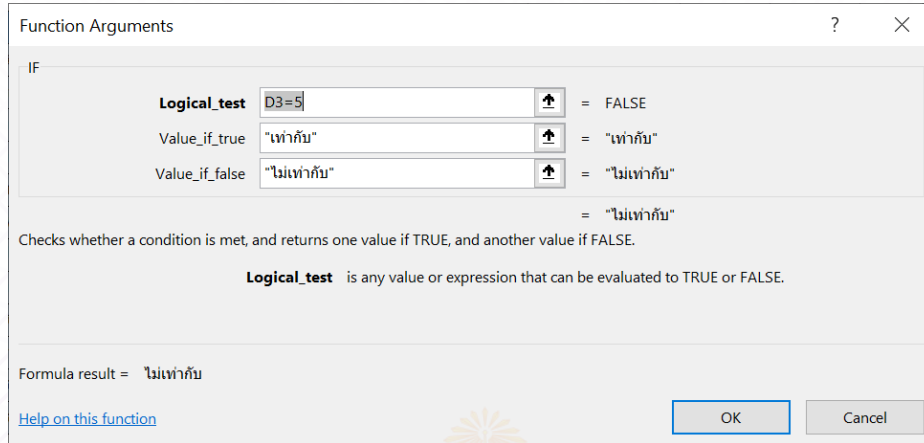 Function Arguments ?
IF
Logical_test D3=5 = FALSE
Value_if_true "เท่ากับ" = "เท่ากับ"
Value_if_false "ไม่เท่ากับ" = "ไม่เท่ากับ"
= "ไม่เท่ากับ"
Checks whether a condition is met, and returns one value if TRUE, and another value if FALSE.
Logical_test is any value or expression that can be evaluated to TRUE or FALSE.
Formula result = ไม่เท่ากับ
Help on this function OK Cancel